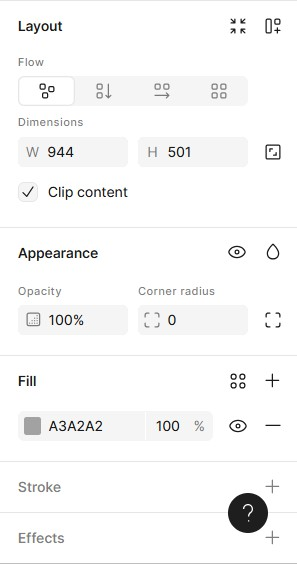 Layout
Flow
Dimensions
W 944 H 501
Clip content
Appearance
Opacity Corner radius
100% 0
Fill
A3A2A2 100 %
Stroke
?
Effects